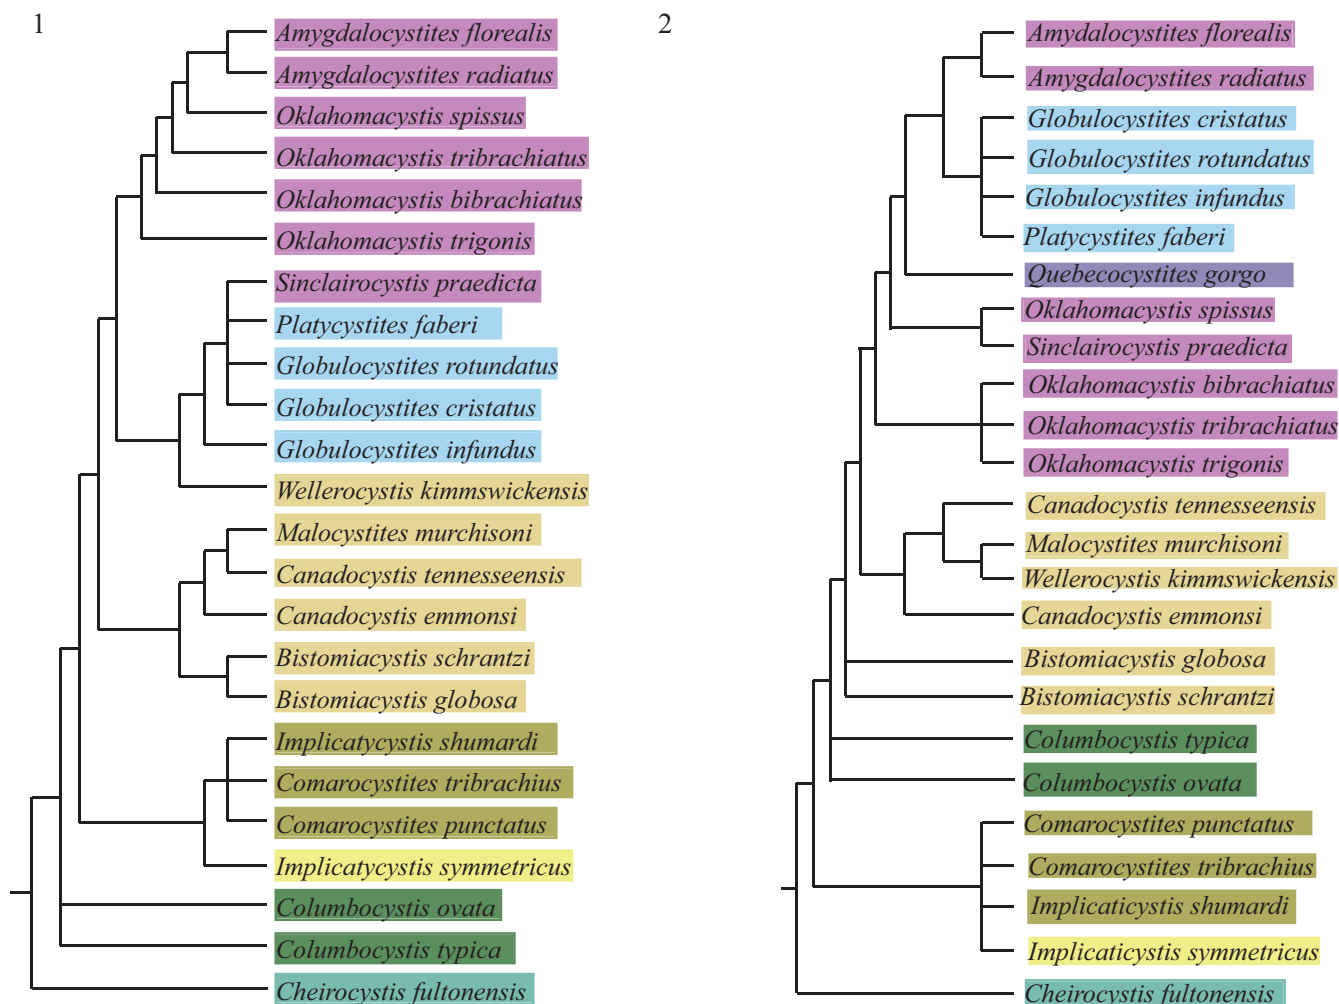 1
Amygdalocystites florealis
Amygdalocystites radiatus
Oklahomacystis spissus
Oklahomacystis tribrachiatus
Oklahomacystis bibrachiatus
Oklahomacystis trigonis
Sinclairocystis praedicta
Platycystites faberi
Globulocystites rotundatus
Globulocystites cristatus
Globulocystites infundus
Wellerocystis kimmswickensis
Malocystites murchisoni
Canadocystis tennesseensis
Canadocystis emmonsi
Bistomiacystis schrantzi
Bistomiacystis globosa
Implicatycystis shumardi
Comarocystites tribrachius
Comarocystites punctatus
Implicatycystis symmetricus
Columbocystis ovata
Columbocystis typica
Cheirocystis fultonensis
2
Amydalocystites florealis
Amygdalocystites radiatus
Globulocystites cristatus
Globulocystites rotundatus
Globulocystites infundus
Platycystites faberi
Quebecocystites gorgo
Oklahomacystis spissus
Sinclairocystis praedicta
Oklahomacystis bibrachiatus
Oklahomacystis tribrachiatus
Oklahomacystis trigonis
Canadocystis tennesseensis
Malocystites murchisoni
Wellerocystis kimmswickensis
Canadocystis emmonsi
Bistomiacystis globosa
Bistomiacystis schrantzi
Columbocystis typica
Columbocystis ovata
Comarocystites punctatus
Comarocystites tribrachius
Implicaticystis shumardi
Implicaticystis symmetricus
Cheirocystis fultonensis